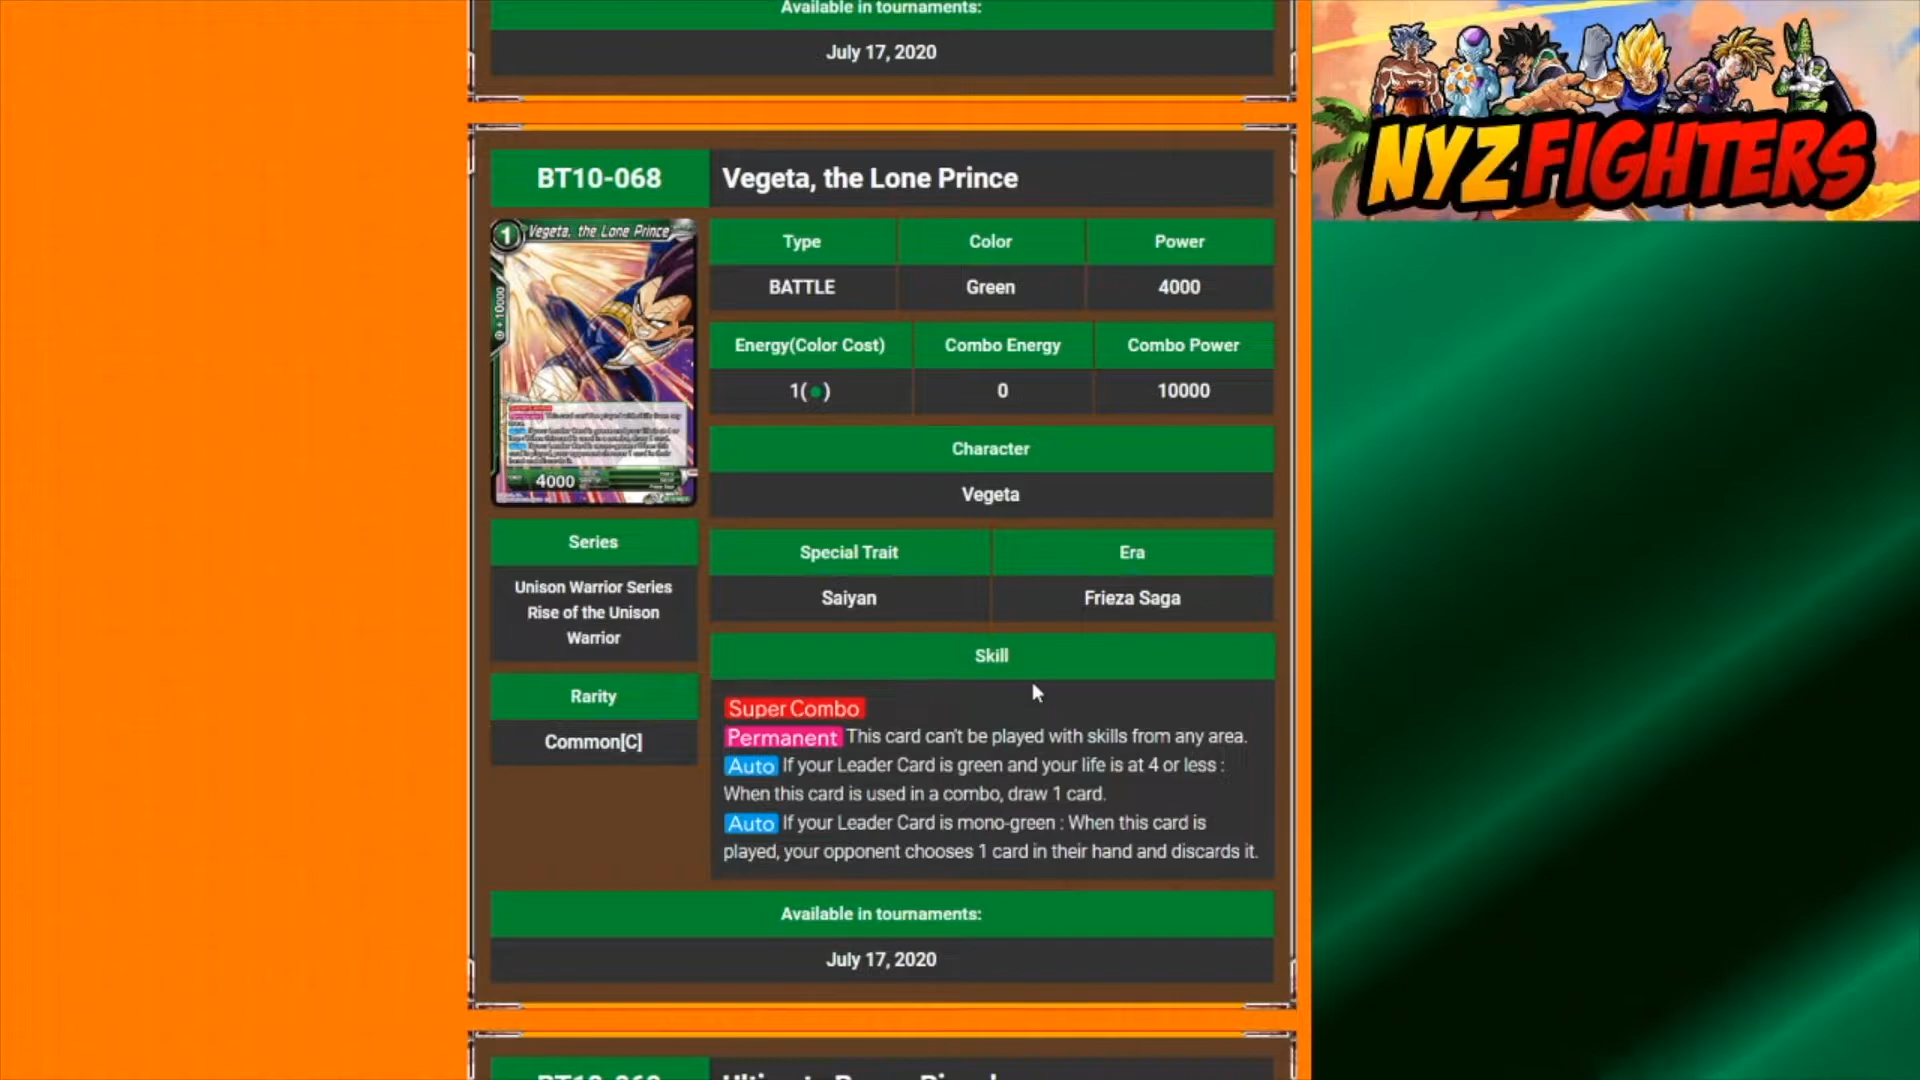 Available in tournaments:
July 17, 2020
NYZ FIGHTERS
BT10-068
Vegeta, the Lone Prince
1
Vegeta, the Lone Prince
+10000
4000
Type
Color
Power
BATTLE
Green
4000
Energy(Color Cost)
Combo Energy
Combo Power
1( )
0
10000
Character
Vegeta
Special Trait
Era
Saiyan
Frieza Saga
Series
Unison Warrior Series
Rise of the Unison
Warrior
Rarity
Common[C]
Skill
Super Combo
Permanent This card can't be played with skills from any area.
Auto If your Leader Card is green and your life is at 4 or less :
When this card is used in a combo, draw 1 card.
Auto If your Leader Card is mono-green : When this card is
played, your opponent chooses 1 card in their hand and discards it.
Available in tournaments:
July 17, 2020